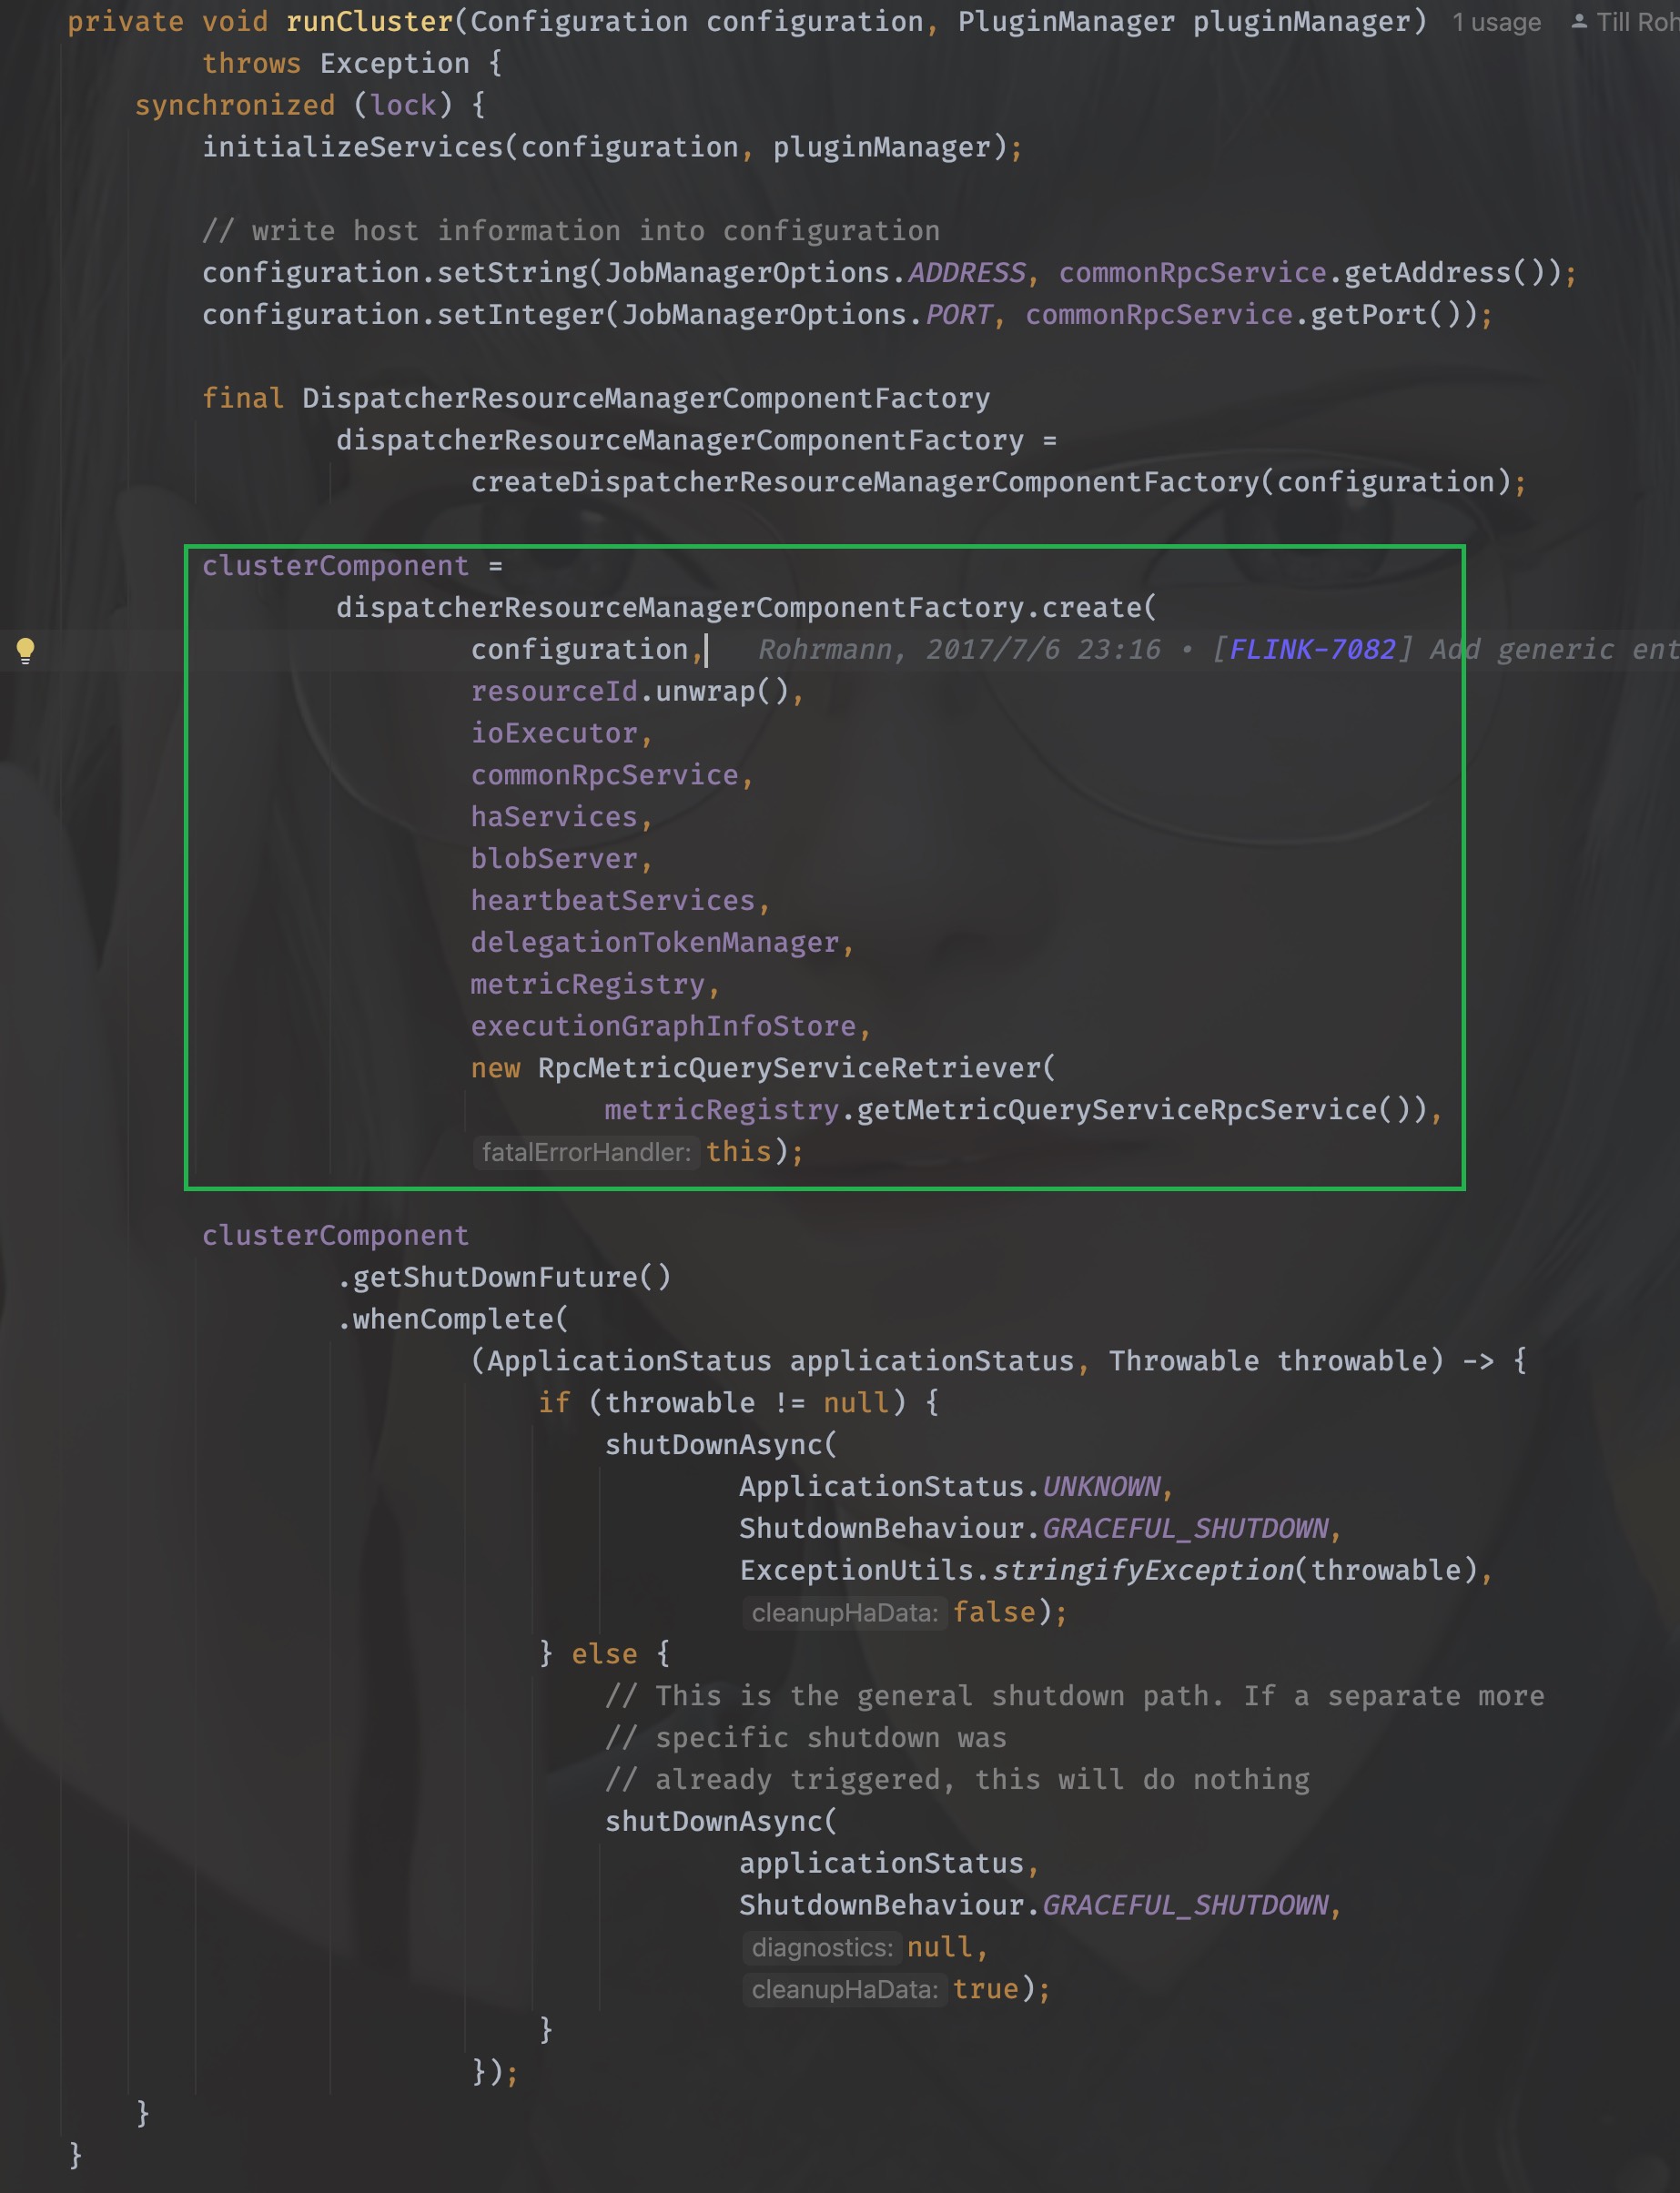 private void runCluster(Configuration configuration, PluginManager pluginManager) 1 usage Till Roh
throws Exception {
synchronized (lock) {
initializeServices(configuration, pluginManager);
// write host information into configuration
configuration.setString(JobManagerOptions.ADDRESS, commonRpcService.getAddress());
configuration.setInteger(JobManagerOptions.PORT, commonRpcService.getPort());
final DispatcherResourceManagerComponentFactory
dispatcherResourceManagerComponentFactory =
createDispatcherResourceManagerComponentFactory(configuration);
clusterComponent =
dispatcherResourceManagerComponentFactory.create(
configuration, Rohrmann, 2017/7/6 23:16 • [FLINK-7082] Add generic ent
resourceId.unwrap(),
ioExecutor,
commonRpcService,
haServices,
blobServer,
heartbeatServices,
delegationTokenManager,
metricRegistry,
executionGraphInfoStore,
new RpcMetricQueryServiceRetriever(
metricRegistry.getMetricQueryServiceRpcService()),
fatalErrorHandler: this);
clusterComponent
.getShutDownFuture()
.whenComplete(
(ApplicationStatus applicationStatus, Throwable throwable) -> {
if (throwable != null) {
shutDownAsync(
ApplicationStatus.UNKNOWN,
ShutdownBehaviour.GRACEFUL_SHUTDOWN,
ExceptionUtils.stringifyException(throwable),
cleanupHaData: false);
} else {
// This is the general shutdown path. If a separate more
// specific shutdown was
// already triggered, this will do nothing
shutDownAsync(
applicationStatus,
ShutdownBehaviour.GRACEFUL_SHUTDOWN,
diagnostics: null,
cleanupHaData: true);
}
});
}
}